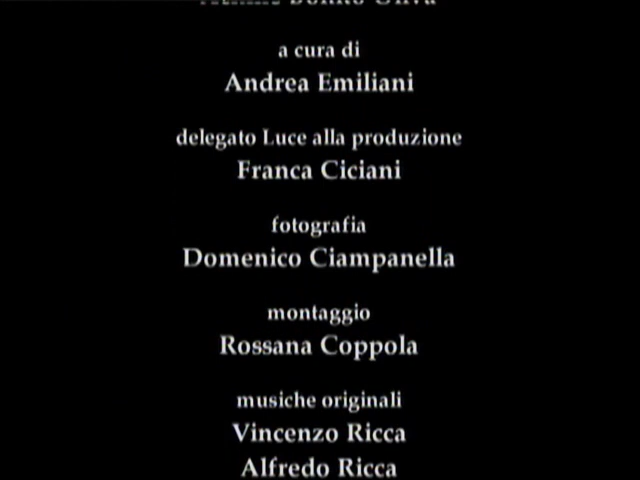 a cura di
Andrea Emiliani
delegato Luce alla produzione
Franca Ciciani
fotografia
Domenico Ciampanella
montaggio
Rossana Coppola
musiche originali
Vincenzo Ricca
Alfredo Ricca